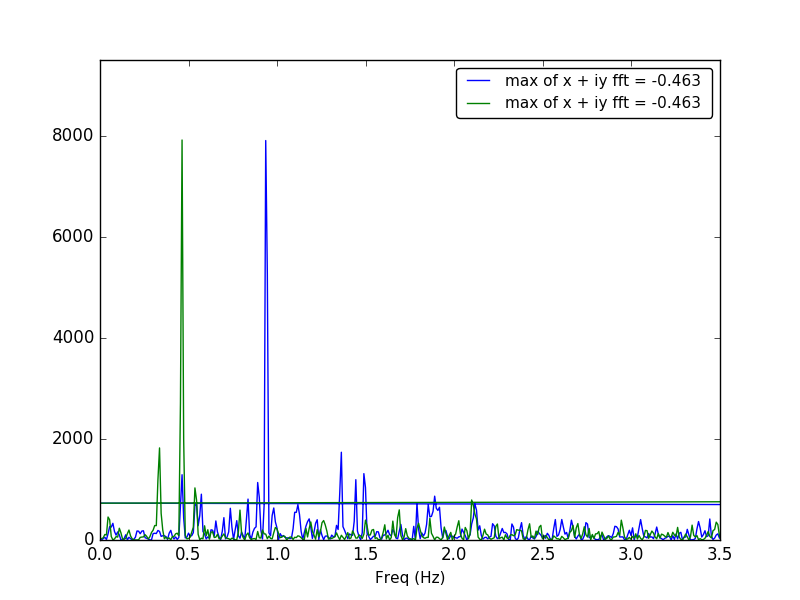 max of x + iy fft = -0.463
max of x + iy fft = -0.463
8000
6000
4000
2000
0
0.0 0.5 1.0 1.5 2.0 2.5 3.0 3.5
Freq (Hz)